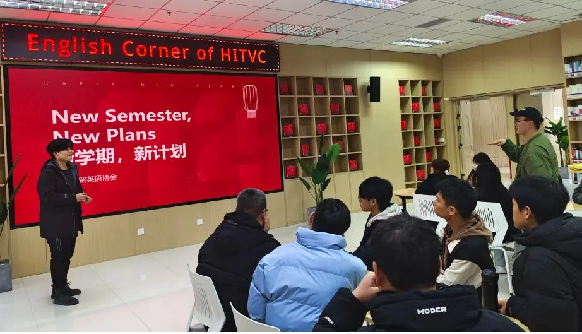 English Corner of HITVC
New Semester,
New Plans
新学期，新计划
MODER